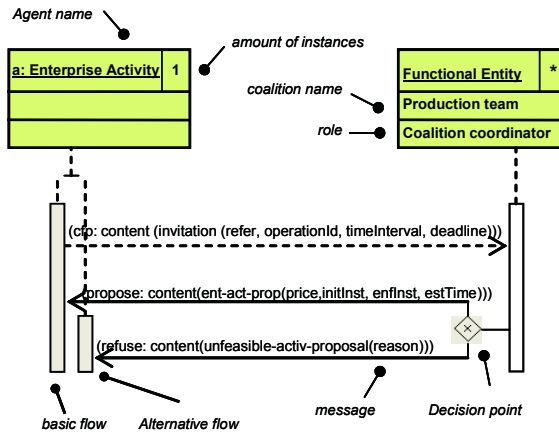 Agent name
amount of instances
a: Enterprise Activity 1
Functional Entity *
coalition name
Production team
role
Coalition coordinator
(cfp: content (invitation (refer, operationId, timeInterval, deadline)))
(propose: content(ent-act-prop(price,initInst, enfInst, estTime)))
×
(refuse: content(unfeasible-activ-proposal(reason)))
basic flow
Alternative flow
message
Decision point